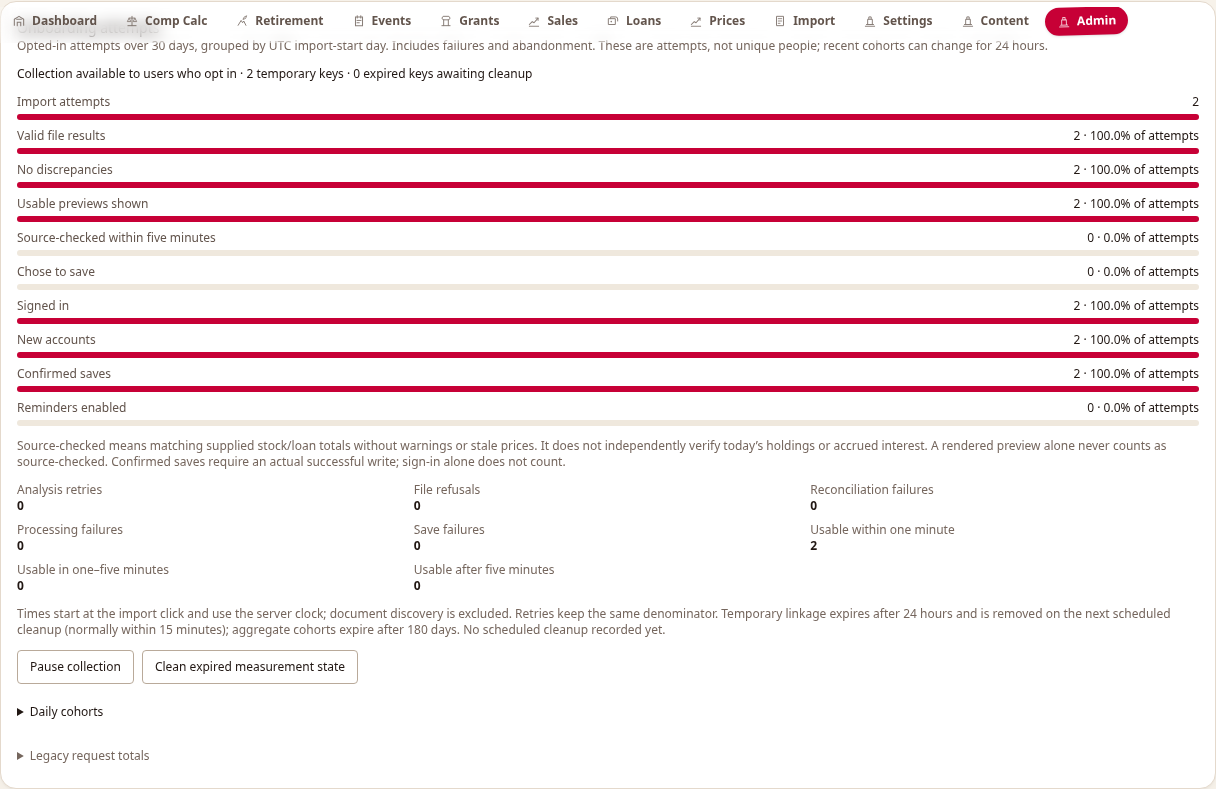 Dashboard Comp Calc Retirement Events Grants Sales Loans Prices Import Settings Content Admin
Onboarding attempts
Opted-in attempts over 30 days, grouped by UTC import-start day. Includes failures and abandonment. These are attempts, not unique people; recent cohorts can change for 24 hours.
Collection available to users who opt in · 2 temporary keys · 0 expired keys awaiting cleanup
Import attempts 2
Valid file results 2 · 100.0% of attempts
No discrepancies 2 · 100.0% of attempts
Usable previews shown 2 · 100.0% of attempts
Source-checked within five minutes 0 · 0.0% of attempts
Chose to save 0 · 0.0% of attempts
Signed in 2 · 100.0% of attempts
New accounts 2 · 100.0% of attempts
Confirmed saves 2 · 100.0% of attempts
Reminders enabled 0 · 0.0% of attempts
Source-checked means matching supplied stock/loan totals without warnings or stale prices. It does not independently verify today’s holdings or accrued interest. A rendered preview alone never counts as
source-checked. Confirmed saves require an actual successful write; sign-in alone does not count.
Analysis retries File refusals Reconciliation failures
0 0 0
Processing failures Save failures Usable within one minute
0 0 2
Usable in one–five minutes Usable after five minutes
0 0
Times start at the import click and use the server clock; document discovery is excluded. Retries keep the same denominator. Temporary linkage expires after 24 hours and is removed on the next scheduled
cleanup (normally within 15 minutes); aggregate cohorts expire after 180 days. No scheduled cleanup recorded yet.
Pause collection Clean expired measurement state
Daily cohorts
Legacy request totals